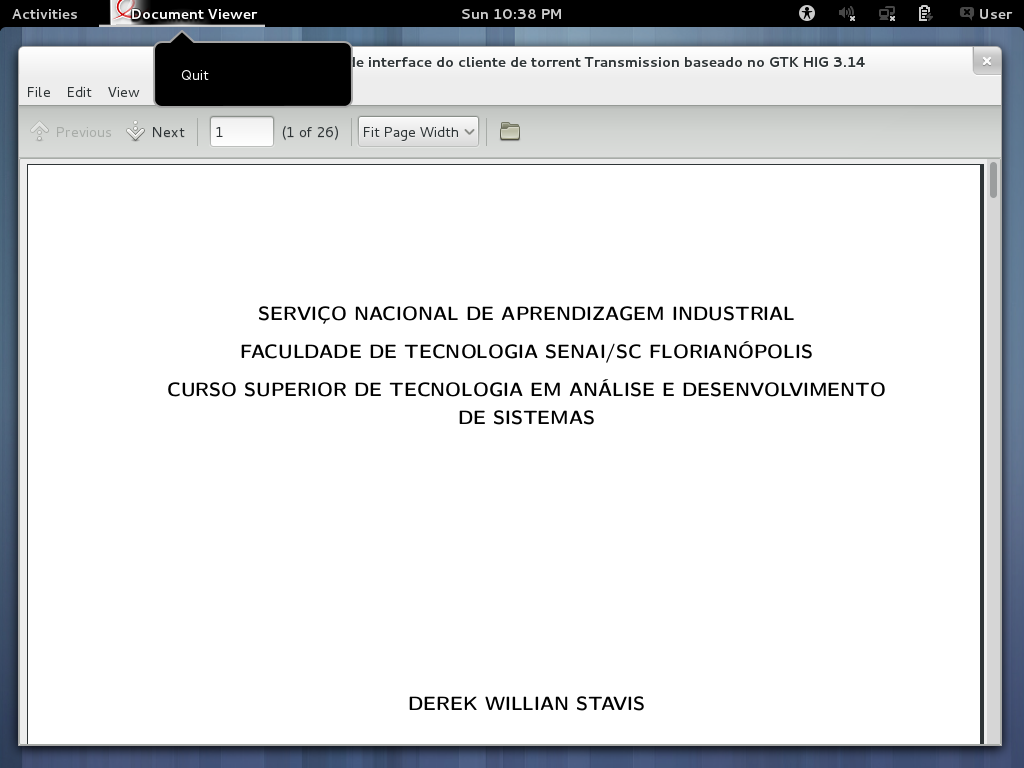 Activities Document Viewer Sun 10:38 PM User
Quit
le interface do cliente de torrent Transmission baseado no GTK HIG 3.14
File Edit View
Previous Next 1 (1 of 26) Fit Page Width
SERVIÇO NACIONAL DE APRENDIZAGEM INDUSTRIAL
FACULDADE DE TECNOLOGIA SENAI/SC FLORIANÓPOLIS
CURSO SUPERIOR DE TECNOLOGIA EM ANÁLISE E DESENVOLVIMENTO
DE SISTEMAS
DEREK WILLIAN STAVIS